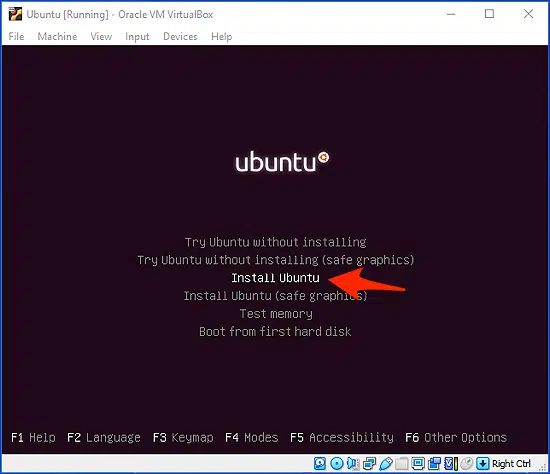 Ubuntu [Running] - Oracle VM VirtualBox
File Machine View Input Devices Help
ubuntu
Try Ubuntu without installing
Try Ubuntu without installing (safe graphics)
Install Ubuntu
Install Ubuntu (safe graphics)
Test memory
Boot from first hard disk
F1 Help F2 Language F3 Keymap F4 Modes F5 Accessibility F6 Other Options
Right Ctrl